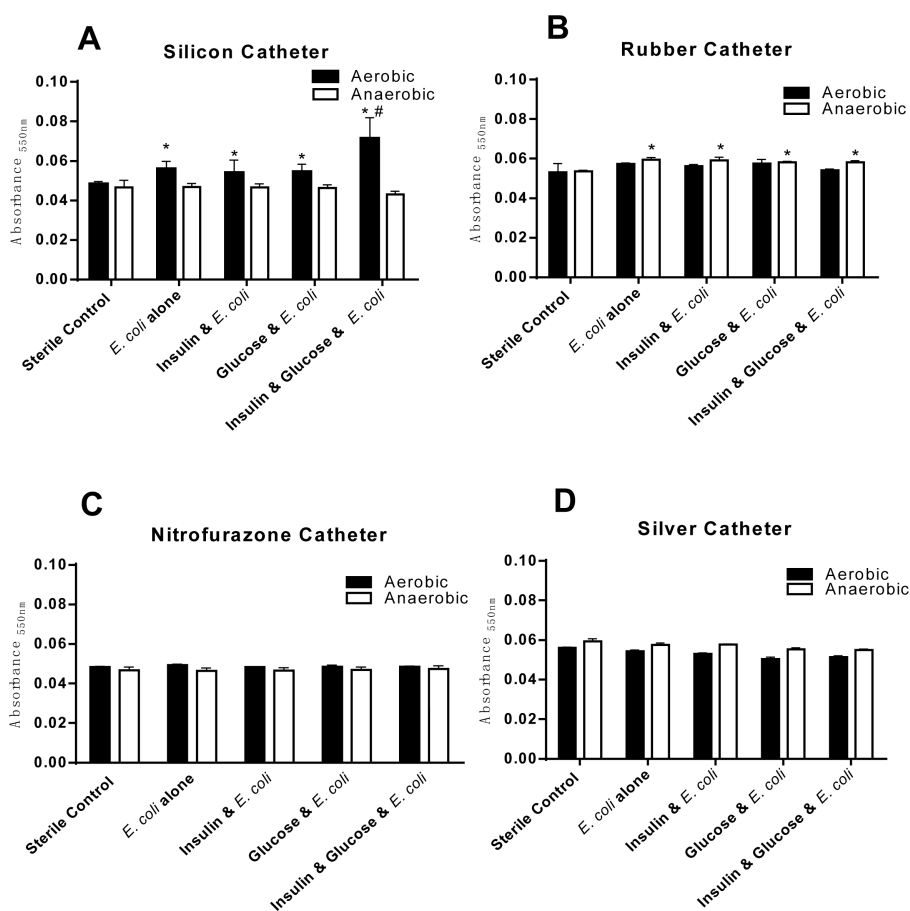 A
Silicon Catheter
Aerobic
Anaerobic
* #
*
*
*
0.10
0.08
0.06
0.04
0.02
0.00
Absorbance 550nm
Sterile Control
E. coli alone
Insulin & E. coli
Glucose & E. coli
Insulin & Glucose & E. coli
B
Rubber Catheter
Aerobic
Anaerobic
*
*
*
*
0.10
0.08
0.06
0.04
0.02
0.00
Absorbance 550nm
Sterile Control
E. coli alone
Insulin & E. coli
Glucose & E. coli
Insulin & Glucose & E. coli
C
Nitrofurazone Catheter
Aerobic
Anaerobic
0.10
0.08
0.06
0.04
0.02
0.00
Absorbance 550nm
Sterile Control
E. coli alone
Insulin & E. coli
Glucose & E. coli
Insulin & Glucose & E. coli
D
Silver Catheter
Aerobic
Anaerobic
0.10
0.08
0.06
0.04
0.02
0.00
Absorbance 550nm
Sterile Control
E. coli alone
Insulin & E. coli
Glucose & E. coli
Insulin & Glucose & E. coli